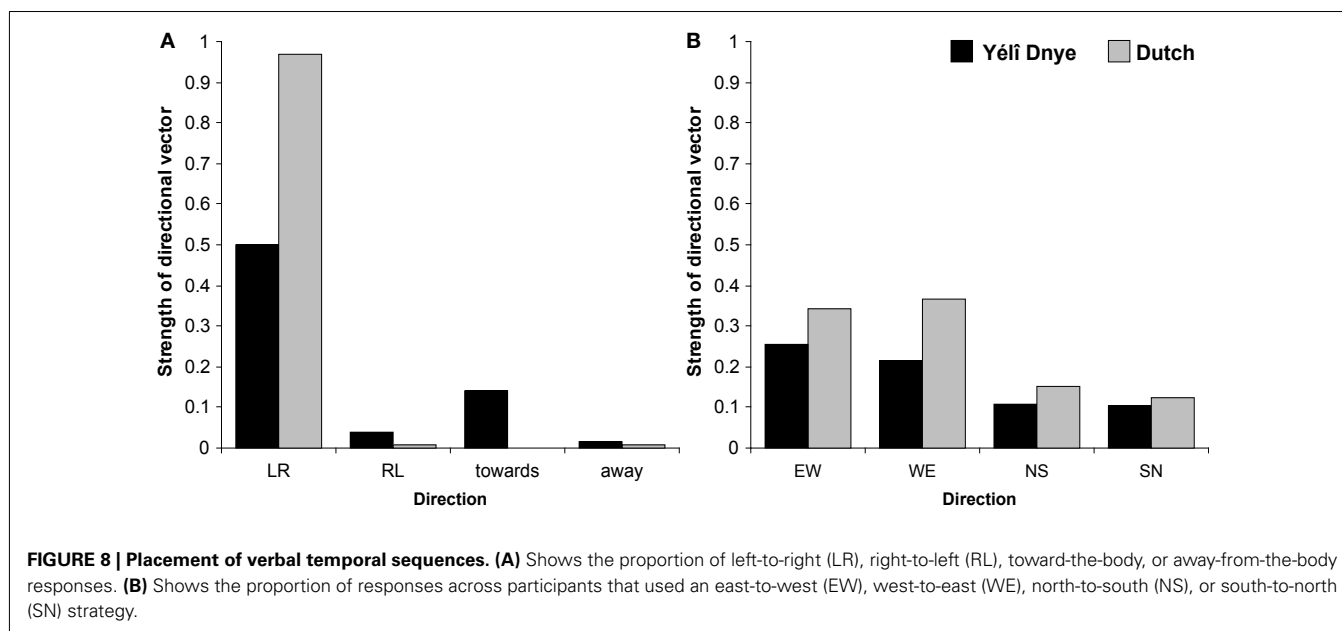 A
1
0.9
0.8
0.7
0.6
0.5
0.4
0.3
0.2
0.1
0
Strength of directional vector
LR RL towards away
Direction
B
1
0.9
0.8
0.7
0.6
0.5
0.4
0.3
0.2
0.1
0
Strength of directional vector
Yélî Dnye Dutch
EW WE NS SN
Direction
FIGURE 8 | Placement of verbal temporal sequences. (A) Shows the proportion of left-to-right (LR), right-to-left (RL), toward-the-body, or away-from-the-body
responses. (B) Shows the proportion of responses across participants that used an east-to-west (EW), west-to-east (WE), north-to-south (NS), or south-to-north
(SN) strategy.